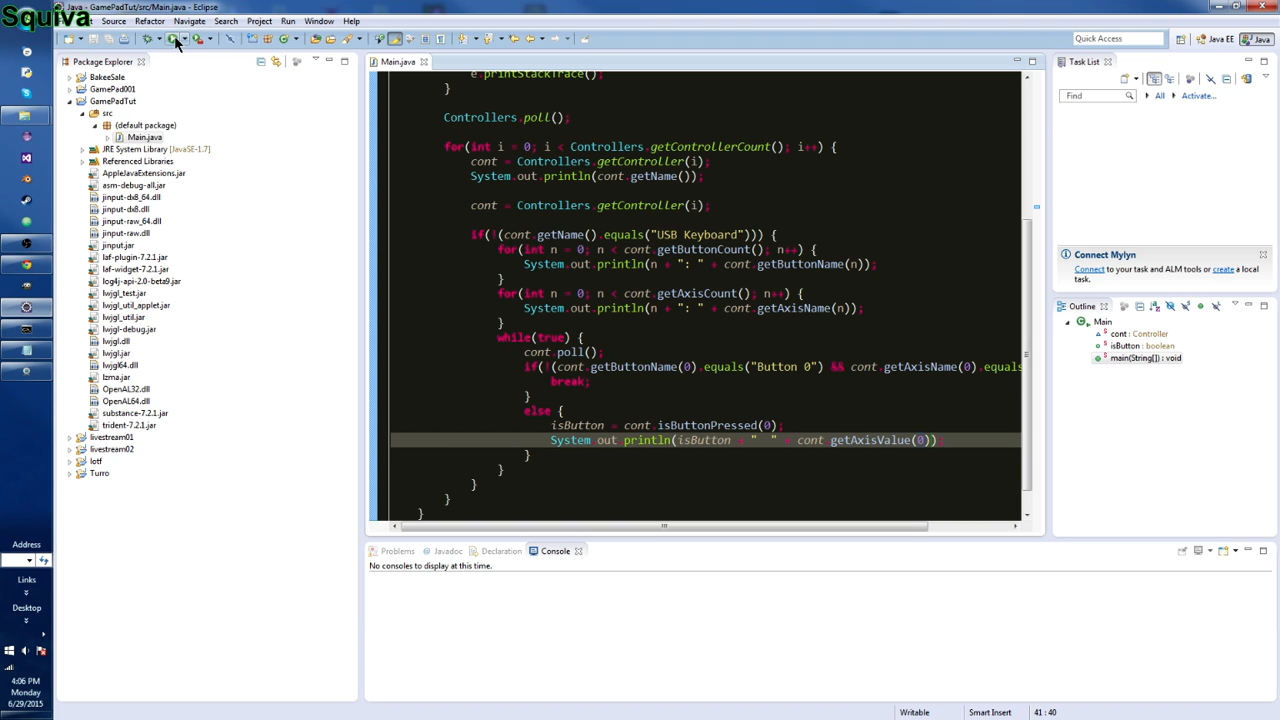 Squiva
Java - GamePadTut/src/Main.java - Eclipse
Source Refactor Navigate Search Project Run Window Help
Quick Access
Java EE
Java
Package Explorer
BakeeSale
GamePad001
GamePadTut
src
(default package)
Main.java
JRE System Library [JavaSE-1.7]
Referenced Libraries
AppleJavaExtensions.jar
asm-debug-all.jar
jinput-dx8_64.dll
jinput-dx8.dll
jinput-raw_64.dll
jinput-raw.dll
jinput.jar
laf-plugin-7.2.1.jar
laf-widget-7.2.1.jar
log4j-api-2.0-beta9.jar
lwjgl_test.jar
lwjgl_util_applet.jar
lwjgl_util.jar
lwjgl-debug.jar
lwjgl.dll
lwjgl.jar
lwjgl64.dll
lzma.jar
OpenAL32.dll
OpenAL64.dll
substance-7.2.1.jar
trident-7.2.1.jar
livestream01
livestream02
lotf
Turro
Main.java
e.printStackTrace();
}
Controllers.poll();
for(int i = 0; i < Controllers.getControllerCount(); i++) {
cont = Controllers.getController(i);
System.out.println(cont.getName());
cont = Controllers.getController(i);
if(!(cont.getName().equals("USB Keyboard"))) {
for(int n = 0; n < cont.getButtonCount(); n++) {
System.out.println(n + ": " + cont.getButtonName(n));
}
for(int n = 0; n < cont.getAxisCount(); n++) {
System.out.println(n + ": " + cont.getAxisName(n));
}
while(true) {
cont.poll();
if(!(cont.getButtonName(0).equals("Button 0") && cont.getAxisName(0).equals
break;
}
else {
isButton = cont.isButtonPressed(0);
System.out.println(isButton + "  " + cont.getAxisValue(0));
}
}
}
}
}
Task List
Find
All
Activate...
Connect Mylyn
Connect to your task and ALM tools or create a local task.
Outline
Main
cont : Controller
isButton : boolean
main(String[]) : void
Problems
Javadoc
Declaration
Console
No consoles to display at this time.
Address
Links
Desktop
4:06 PM
Monday
6/29/2015
Writable
Smart Insert
41 : 40